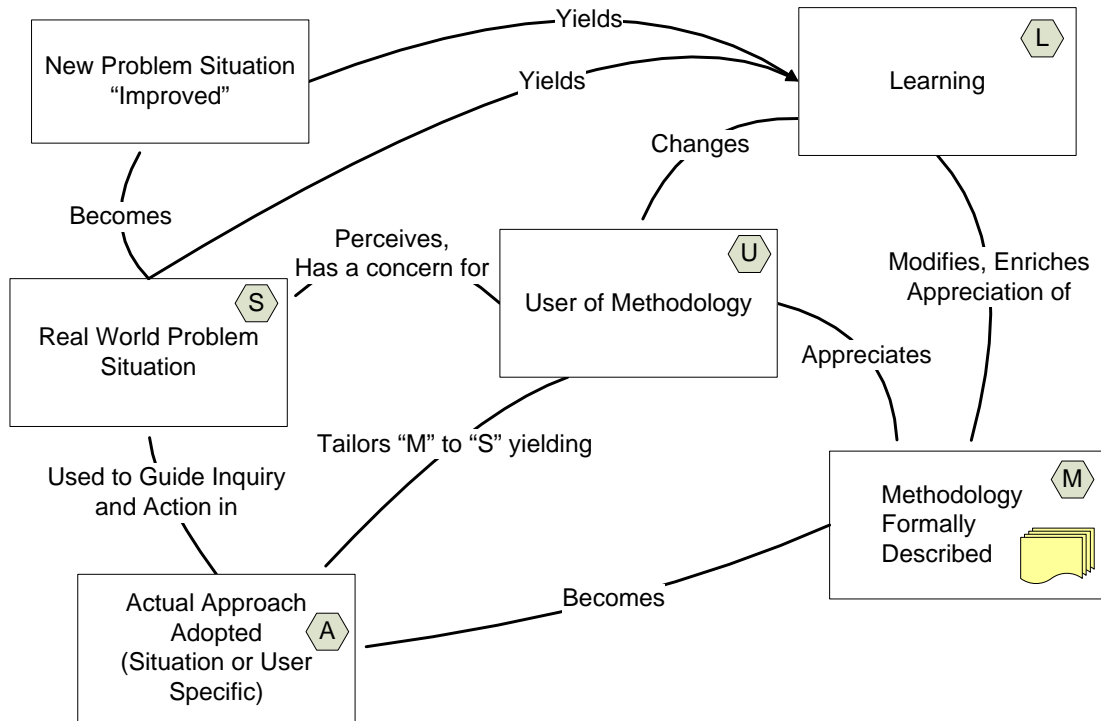 Yields
New Problem Situation
“Improved”
L
Learning
Yields
Changes
Becomes
Perceives,
Has a concern for
S
Real World Problem
Situation
U
User of Methodology
Modifies, Enriches
Appreciation of
Appreciates
Tailors “M” to “S” yielding
Used to Guide Inquiry
and Action in
M
Methodology
Formally
Described
Actual Approach
Adopted
(Situation or User
Specific)
A
Becomes